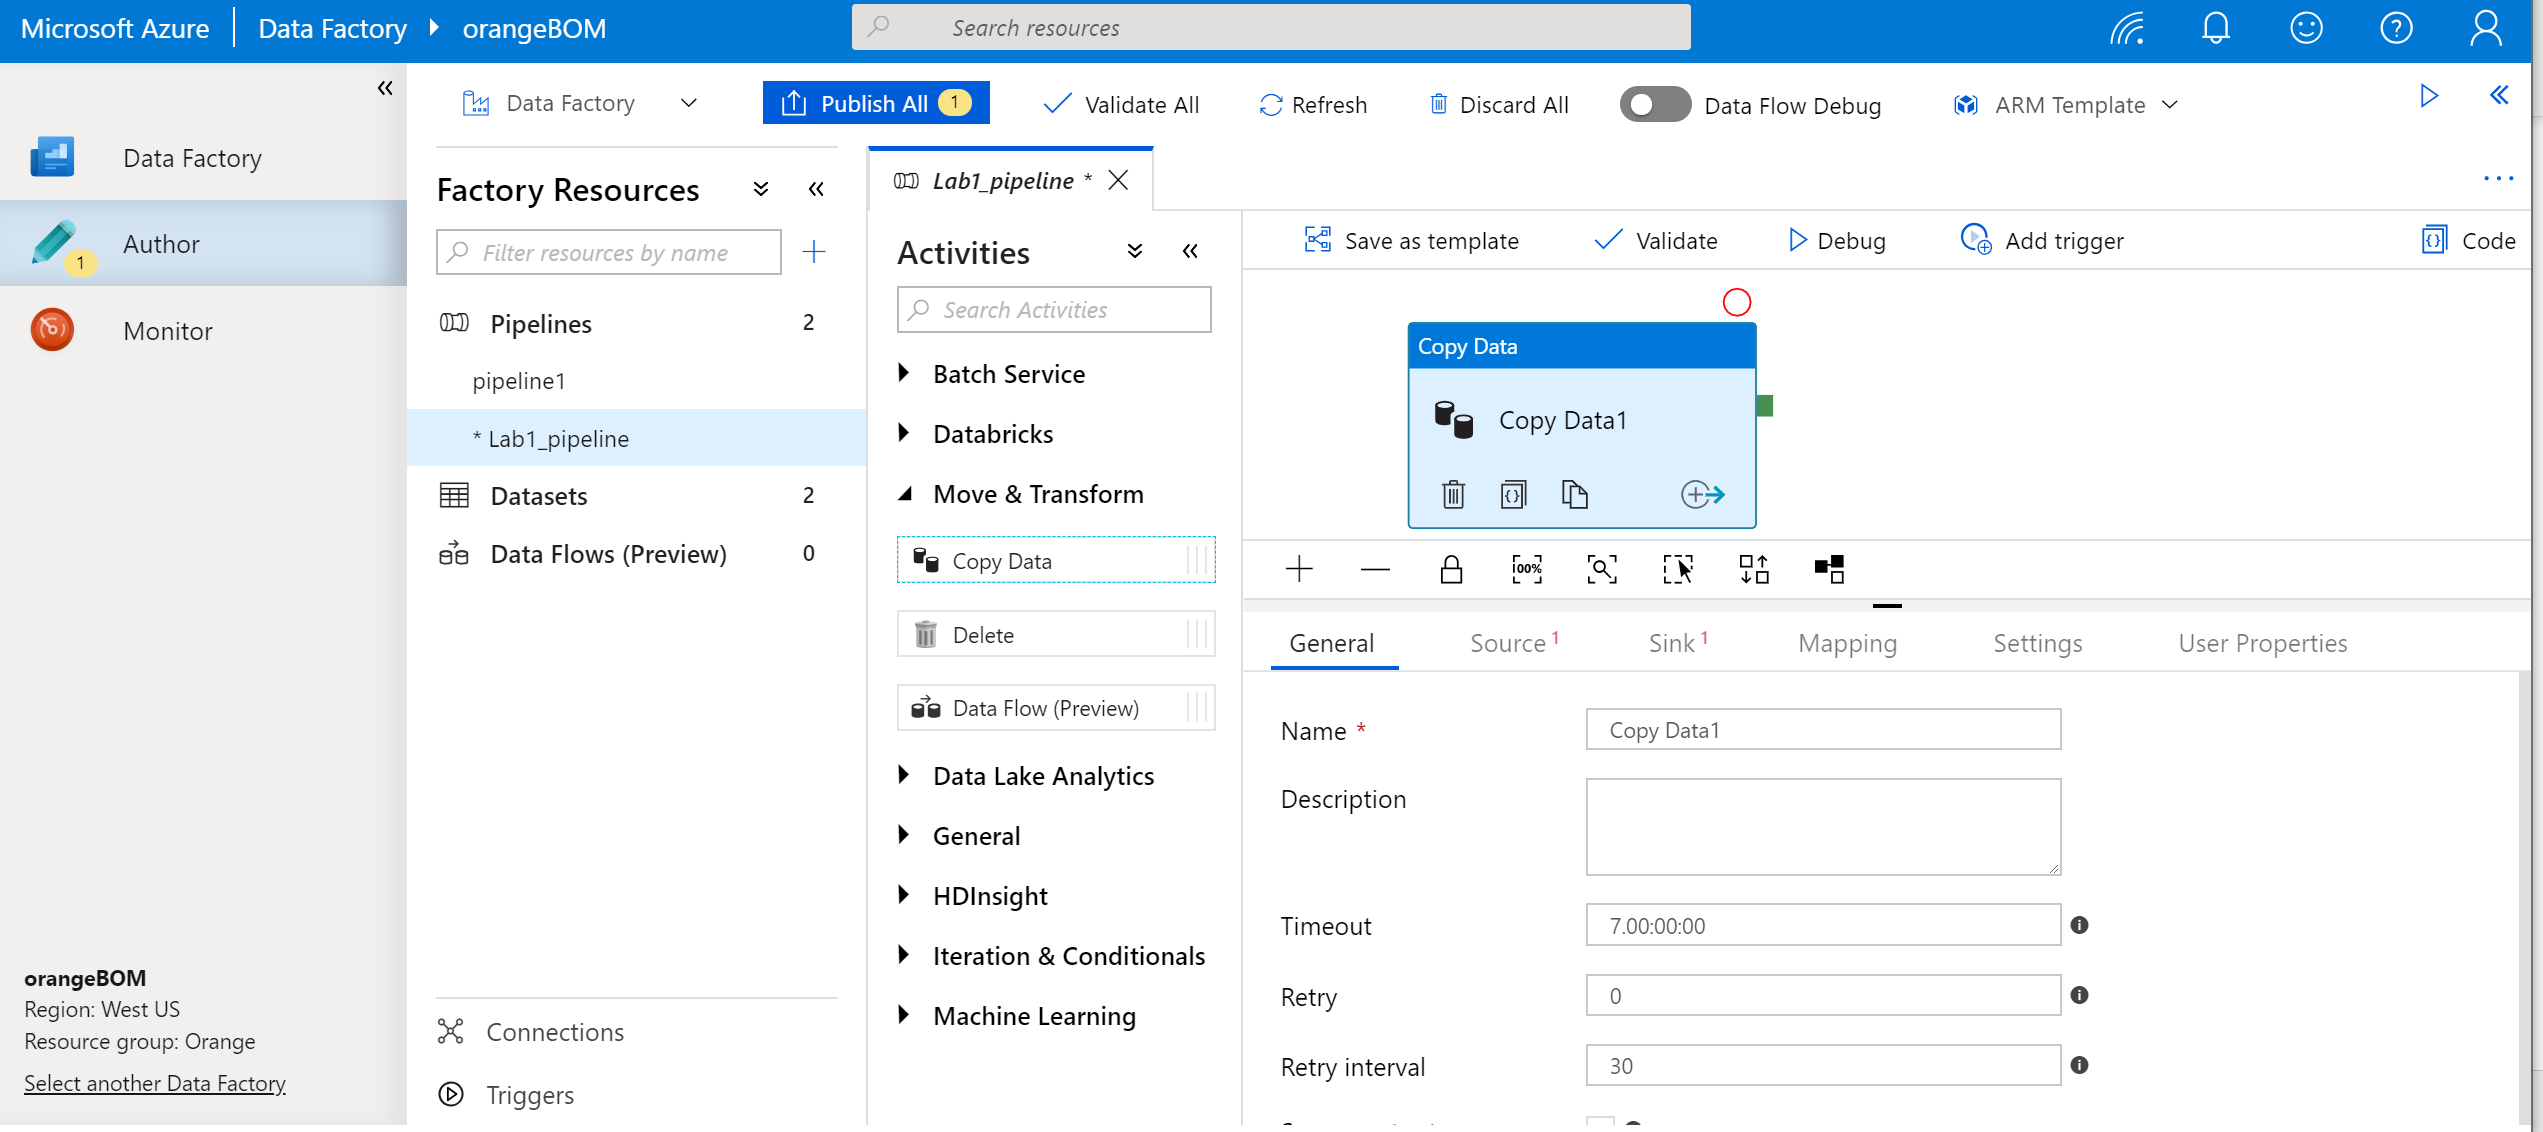 Microsoft Azure
Data Factory
orangeBOM
Search resources
Data Factory
Author
1
Monitor
orangeBOM
Region: West US
Resource group: Orange
Select another Data Factory
Data Factory
Publish All 1
Validate All
Refresh
Discard All
Data Flow Debug
ARM Template
Factory Resources
Filter resources by name
Pipelines 2
pipeline1
* Lab1_pipeline
Datasets 2
Data Flows (Preview) 0
Connections
Triggers
Lab1_pipeline *
Activities
Search Activities
Batch Service
Databricks
Move & Transform
Copy Data
Delete
Data Flow (Preview)
Data Lake Analytics
General
HDInsight
Iteration & Conditionals
Machine Learning
Save as template
Validate
Debug
Add trigger
Code
Copy Data
Copy Data1
100%
General
Source 1
Sink 1
Mapping
Settings
User Properties
Name * Copy Data1
Description
Timeout 7.00:00:00
Retry 0
Retry interval 30